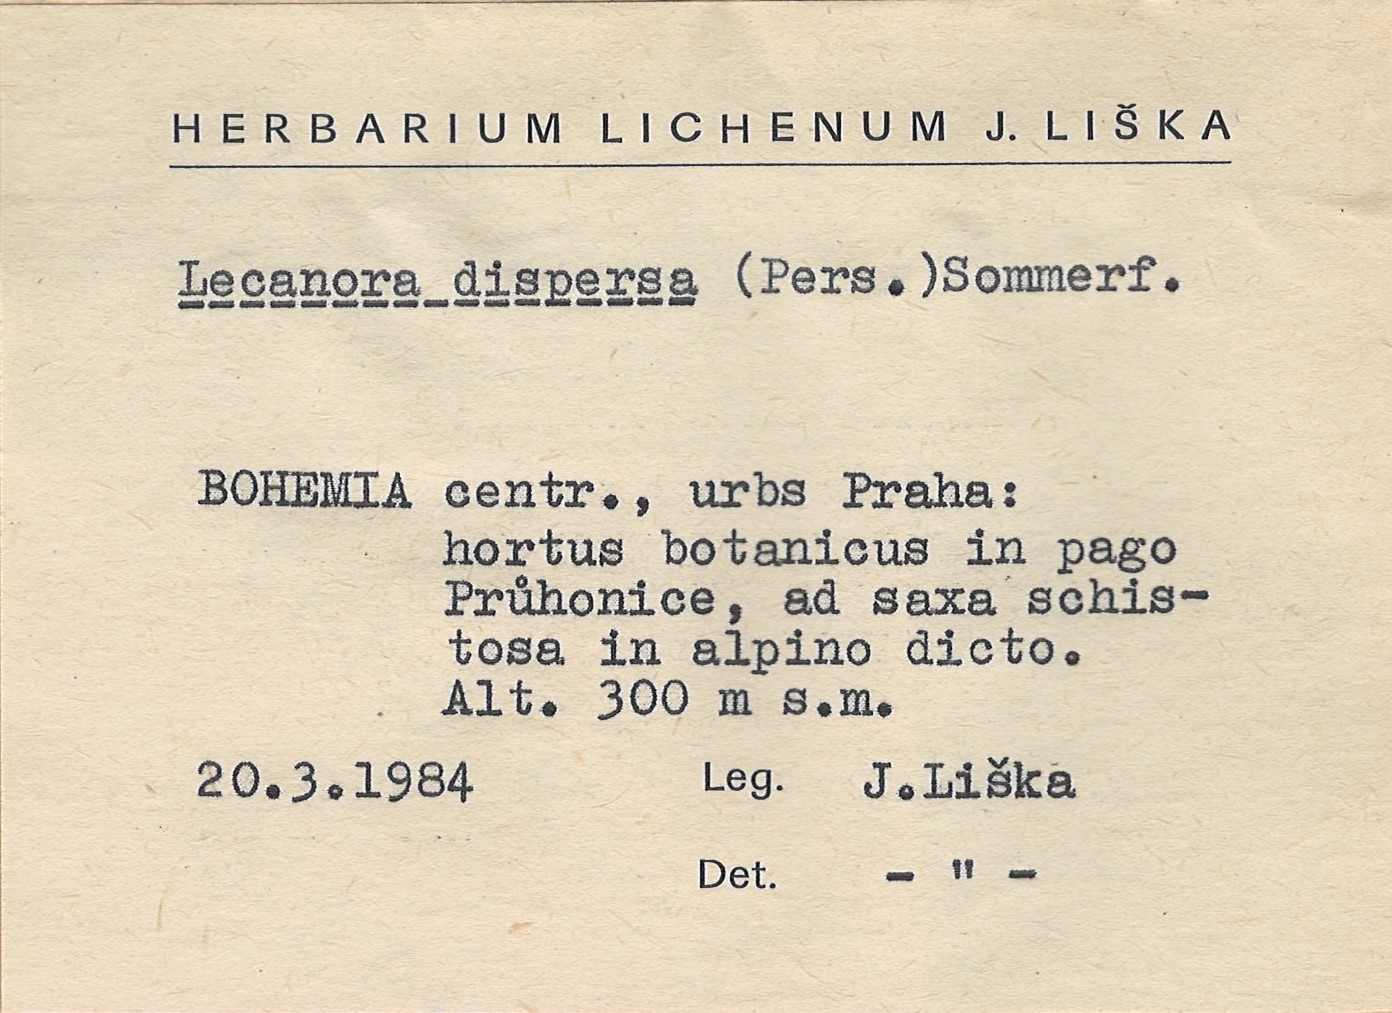 HERBARIUM LICHENUM J. LIŠKA
Lecanora dispersa (Pers.)Sommerf.
BOHEMIA centr., urbs Praha:
hortus botanicus in pago
Průhonice, ad saxa schis-
tosa in alpino dicto.
Alt. 300 m s.m.
20.3.1984 Leg. J.Liška
Det. - " -